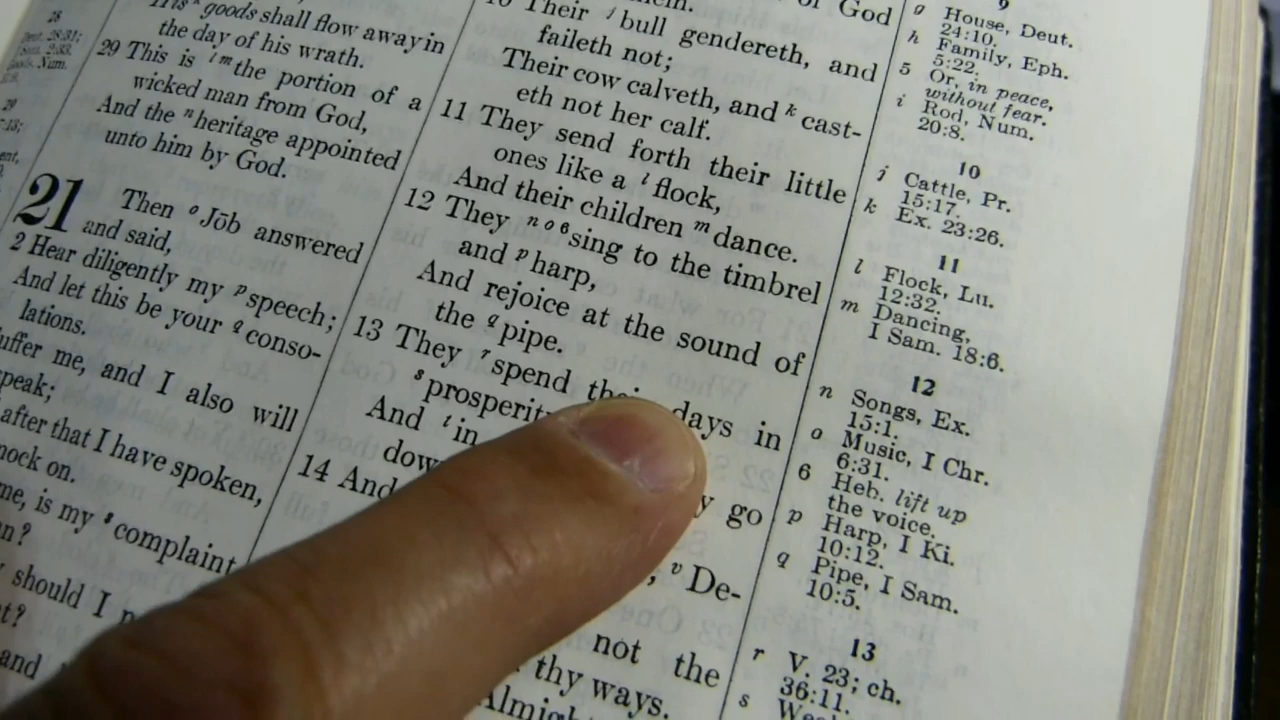 28
goods shall flow away in
the day of his wrath.
29 This is l m the portion of a
wicked man from God,
And the n heritage appointed
unto him by God.
21 Then o Jōb answered
and said,
2 Hear diligently my p speech;
And let this be your q conso-
lations.
me, and I also will
after that I have spoken,
on.
is my s complaint
should I
and
Their j bull gendereth, and
faileth not;
Their cow calveth, and k cast-
eth not her calf.
11 They send forth their little
ones like a l flock,
And their children m dance.
12 They n o 6 sing to the timbrel
and p harp,
And rejoice at the sound of
the q pipe.
13 They r spend their days in
s prosperity
And t in
down
14 And
go
, v De-
not the
thy ways.
of God
9
g House, Deut.
24:10.
h Family, Eph.
5:22.
5 Or, in peace,
without fear.
i Rod, Num.
20:8.
10
j Cattle, Pr.
15:17.
k Ex. 23:26.
11
l Flock, Lu.
12:32.
m Dancing,
I Sam. 18:6.
12
n Songs, Ex.
15:1.
o Music, I Chr.
6:31.
6 Heb. lift up
the voice.
p Harp, I Ki.
10:12.
q Pipe, I Sam.
10:5.
13
r V. 23; ch.
36:11.
s